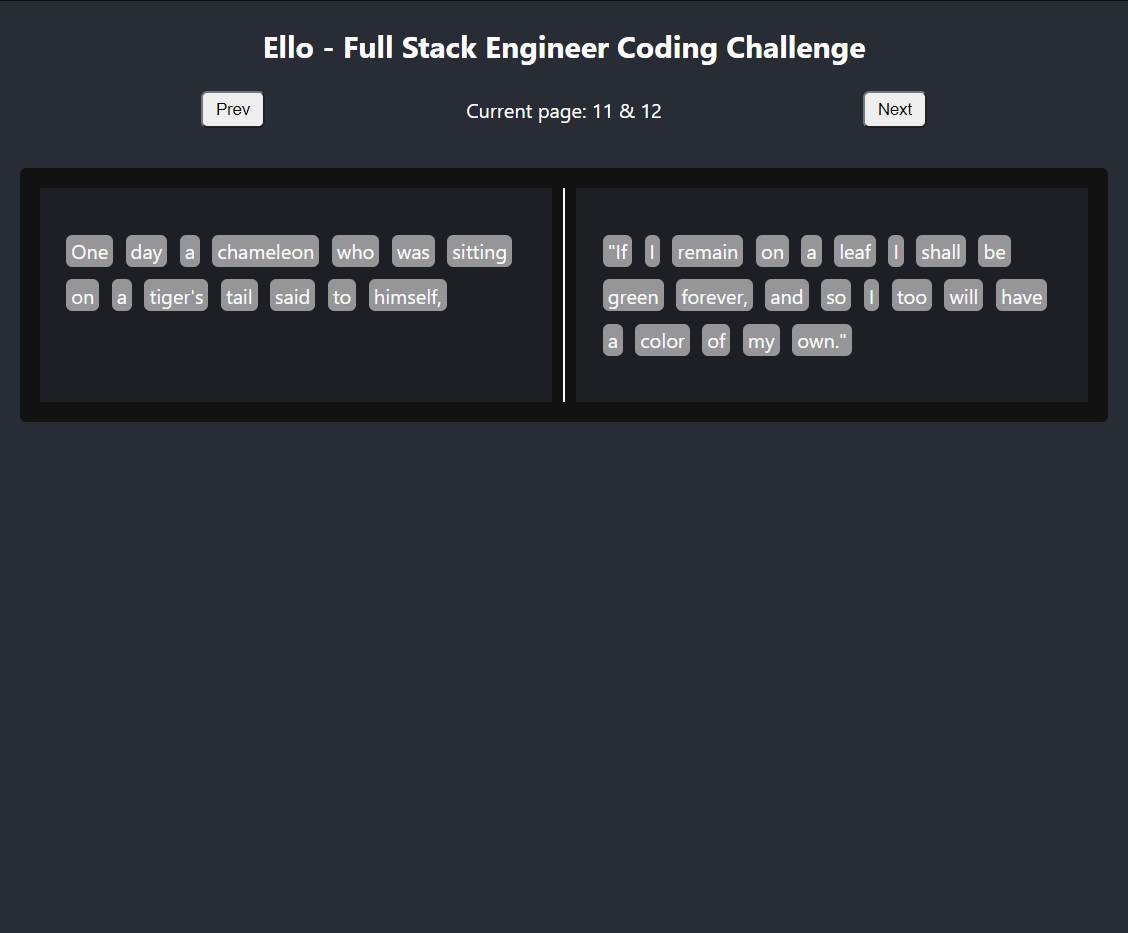 Ello - Full Stack Engineer Coding Challenge
Prev
Current page: 11 & 12
Next
One day a chameleon who was sitting
on a tiger's tail said to himself,
"If I remain on a leaf I shall be
green forever, and so I too will have
a color of my own."